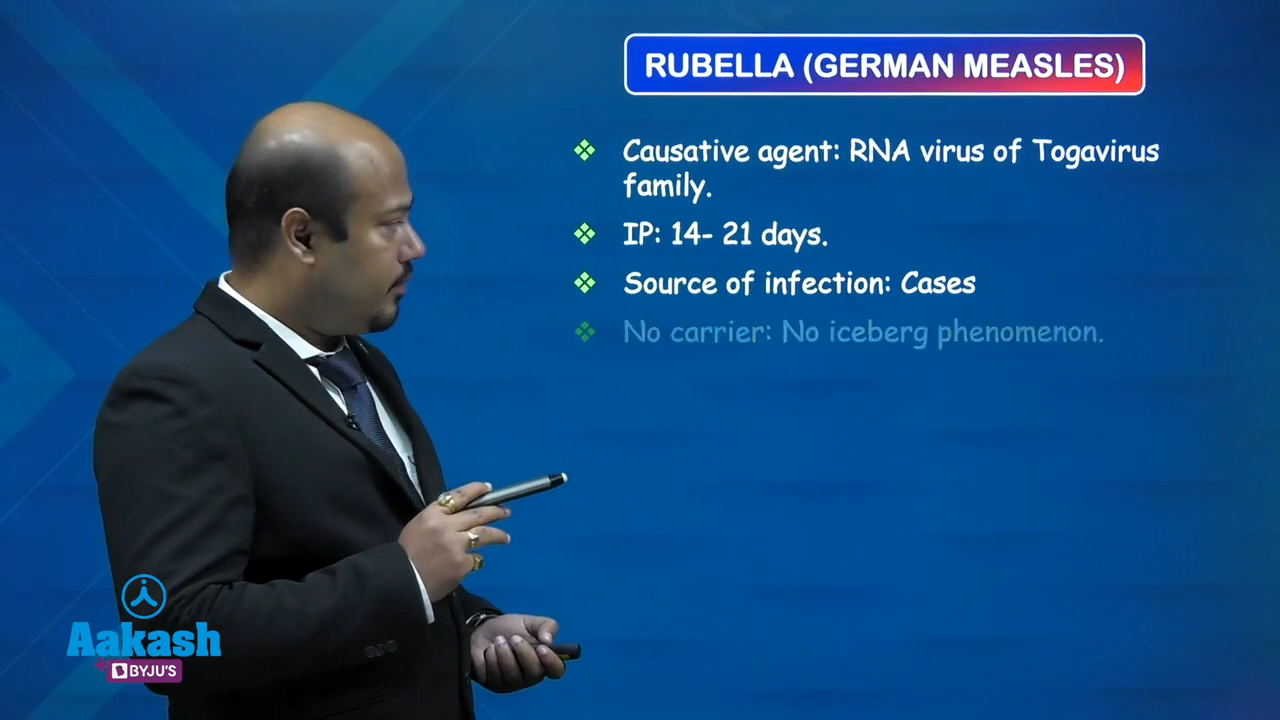 RUBELLA (GERMAN MEASLES)
Causative agent: RNA virus of Togavirus
family.
IP: 14- 21 days.
Source of infection: Cases
No carrier: No iceberg phenomenon.
Aakash
+ BYJU'S